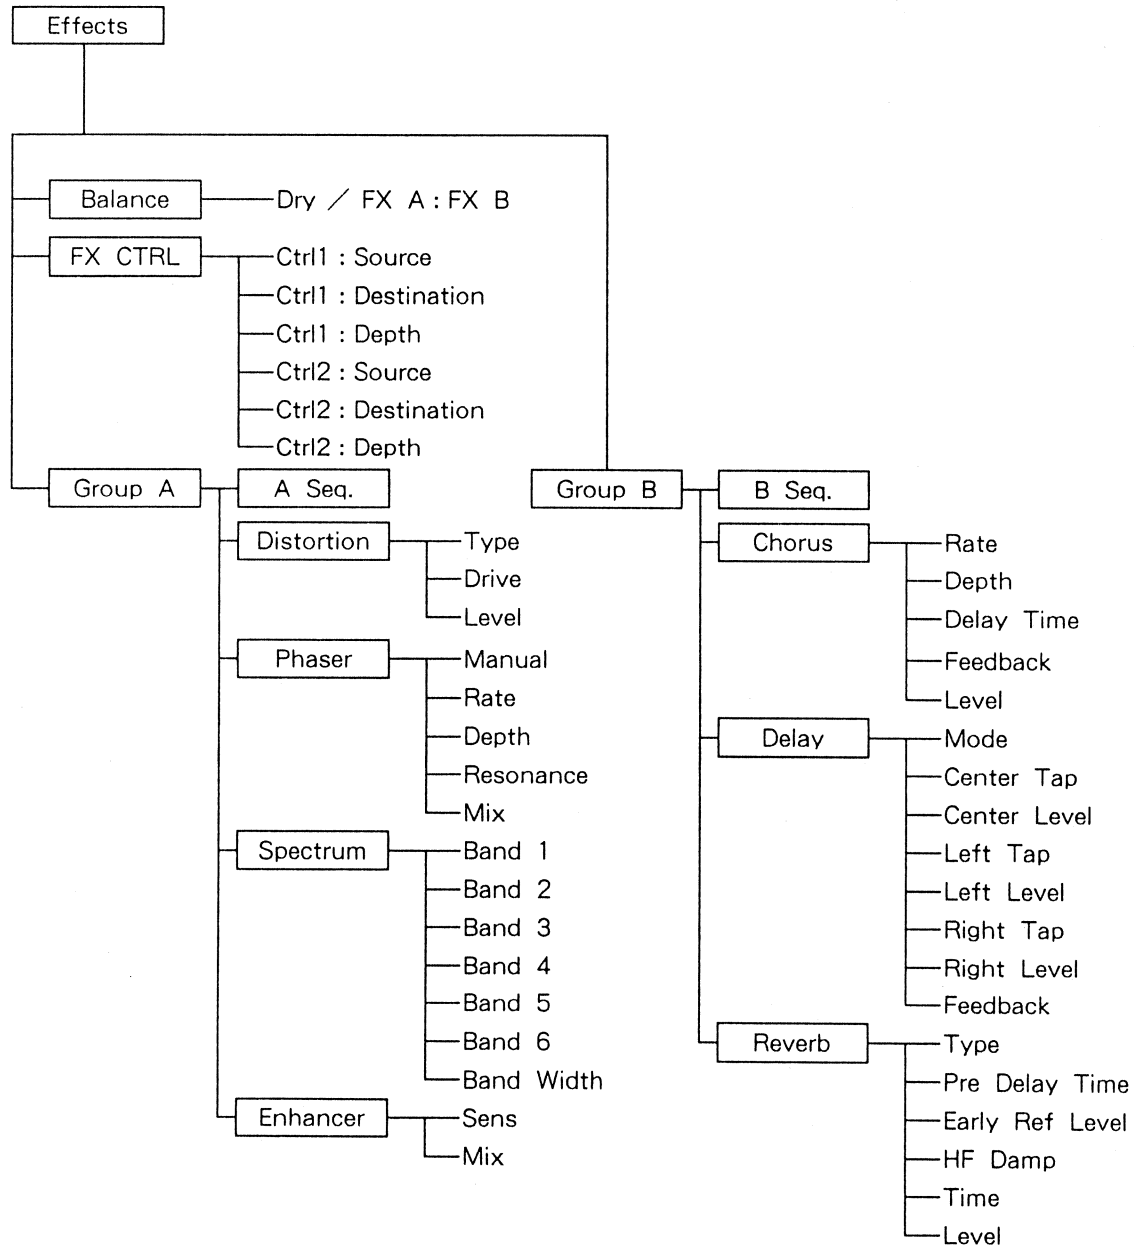 Effects
Balance
Dry / FX A : FX B
FX CTRL
Ctrl1 : Source
Ctrl1 : Destination
Ctrl1 : Depth
Ctrl2 : Source
Ctrl2 : Destination
Ctrl2 : Depth
Group A
A Seq.
Distortion
Type
Drive
Level
Phaser
Manual
Rate
Depth
Resonance
Mix
Spectrum
Band 1
Band 2
Band 3
Band 4
Band 5
Band 6
Band Width
Enhancer
Sens
Mix
Group B
B Seq.
Chorus
Rate
Depth
Delay Time
Feedback
Level
Delay
Mode
Center Tap
Center Level
Left Tap
Left Level
Right Tap
Right Level
Feedback
Reverb
Type
Pre Delay Time
Early Ref Level
HF Damp
Time
Level